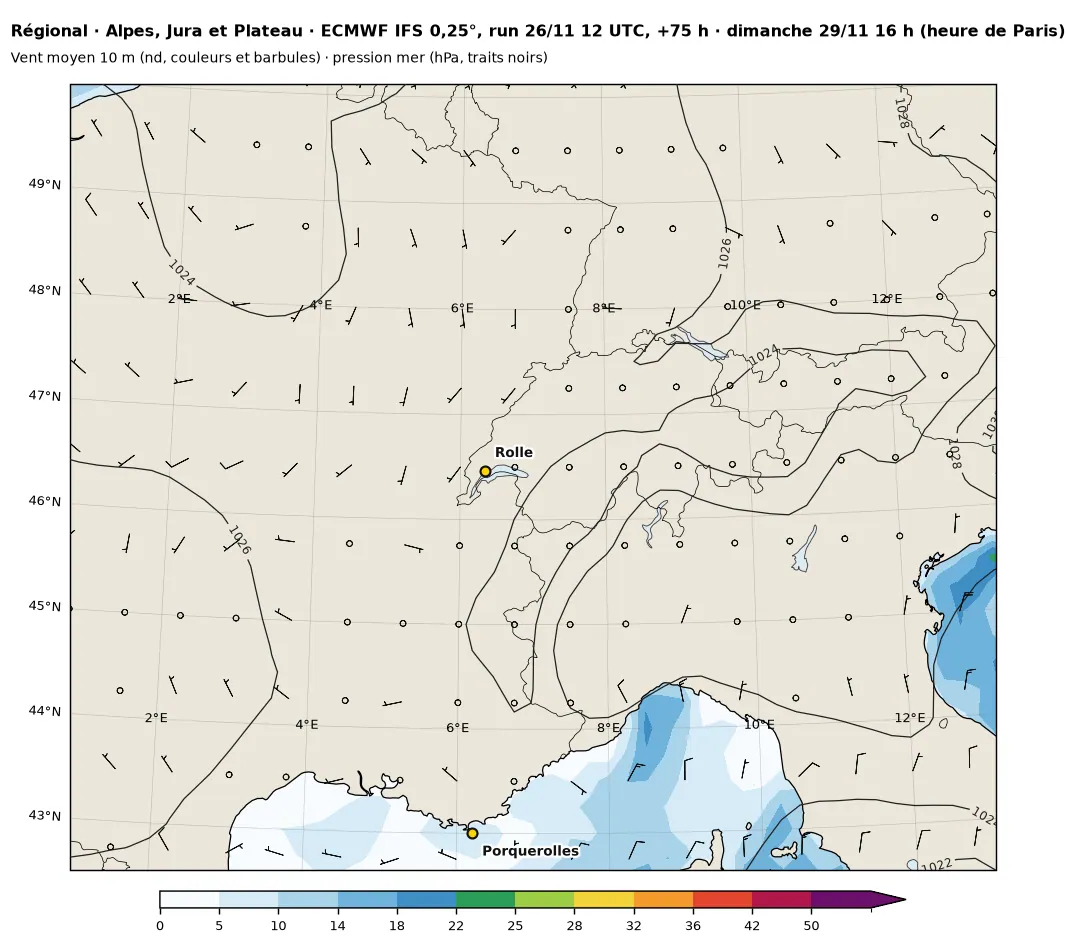 Régional · Alpes, Jura et Plateau · ECMWF IFS 0,25°, run 26/11 12 UTC, +75 h · dimanche 29/11 16 h (heure de Paris)
Vent moyen 10 m (nd, couleurs et barbules) · pression mer (hPa, traits noirs)
1028
49°N
1026
1024
48°N
2°E 4°E 6°E 8°E 10°E 12°E
1024
47°N
Rolle
1028
46°N
1026
45°N
44°N
2°E 4°E 6°E 8°E 10°E 12°E
43°N
Porquerolles
1022
0 5 10 14 18 22 25 28 32 36 42 50